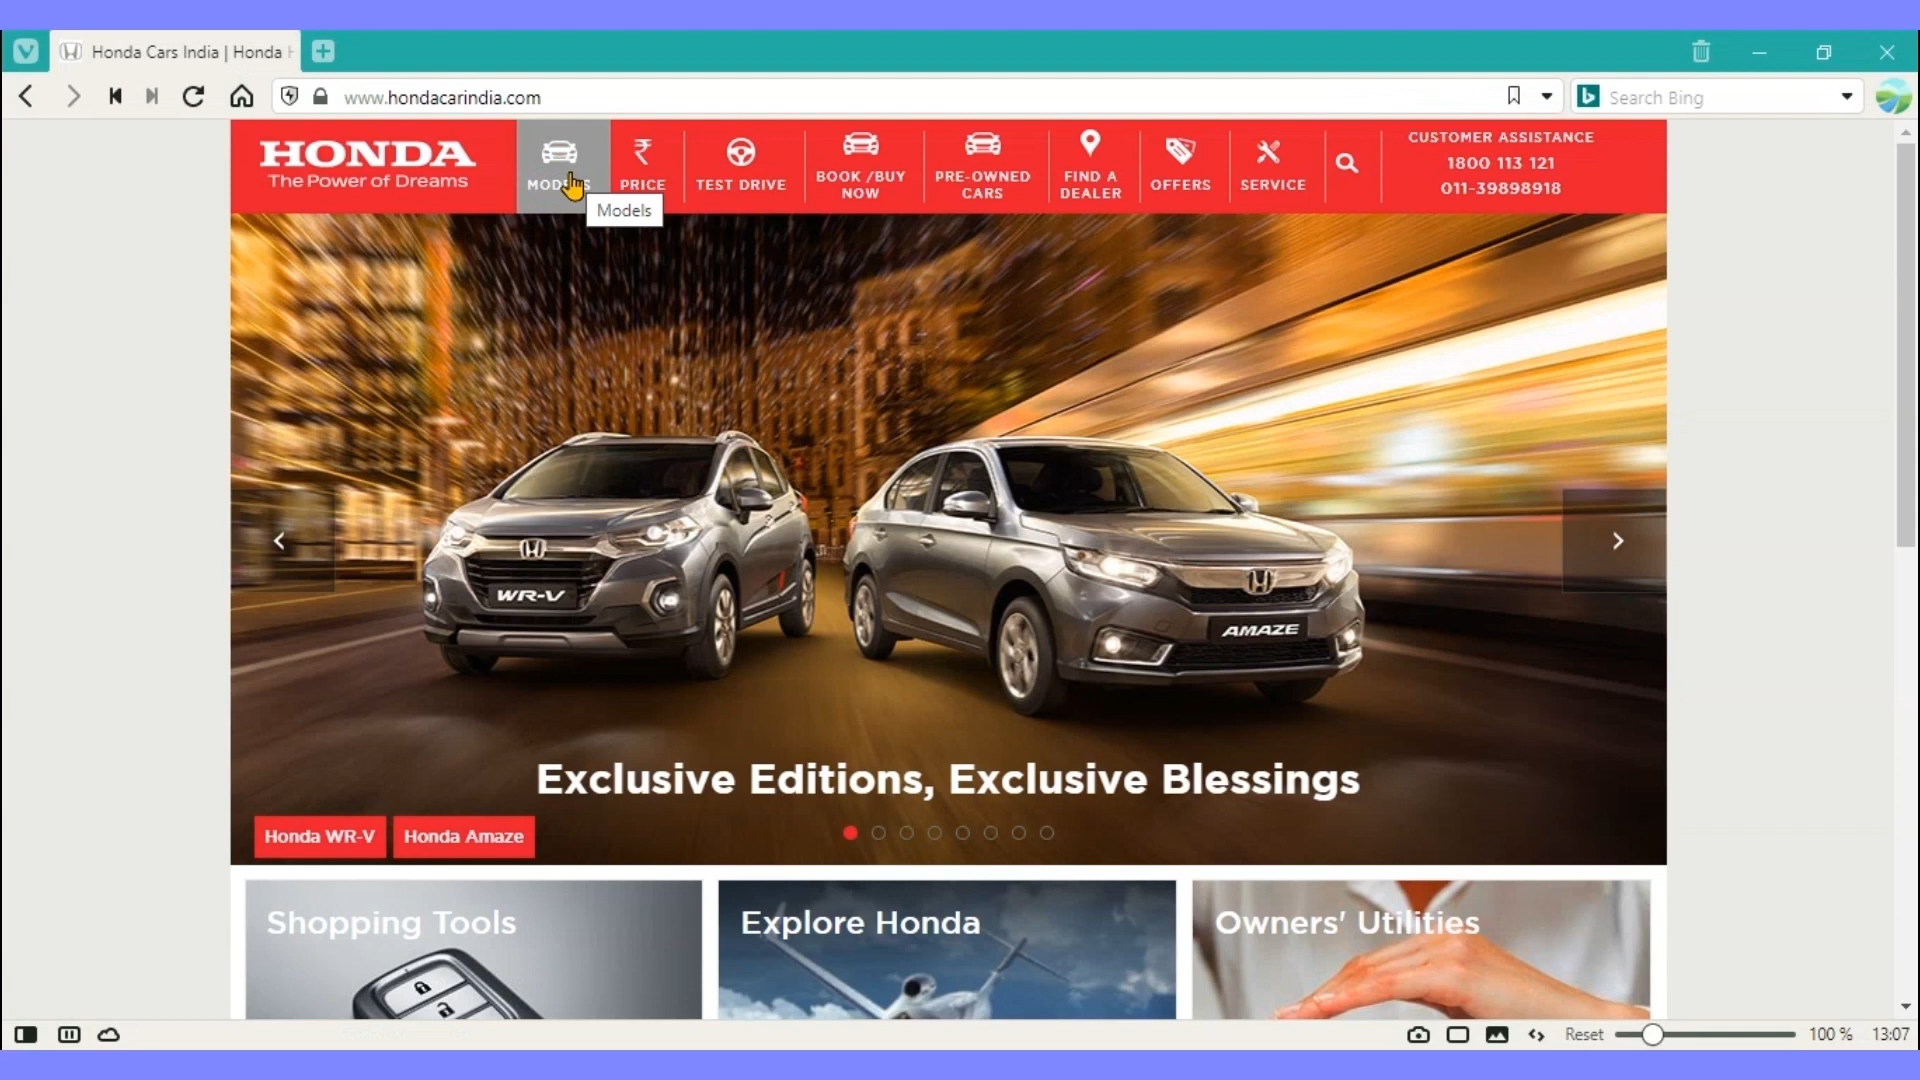 Honda Cars India | Honda
www.hondacarindia.com
Search Bing
HONDA
The Power of Dreams
MODELS
PRICE
TEST DRIVE
BOOK /BUY
NOW
PRE-OWNED
CARS
FIND A
DEALER
OFFERS
SERVICE
CUSTOMER ASSISTANCE
1800 113 121
011-39898918
Models
WR-V
AMAZE
Exclusive Editions, Exclusive Blessings
Honda WR-V
Honda Amaze
Shopping Tools
Explore Honda
Owners' Utilities
Reset
100 %
13:07